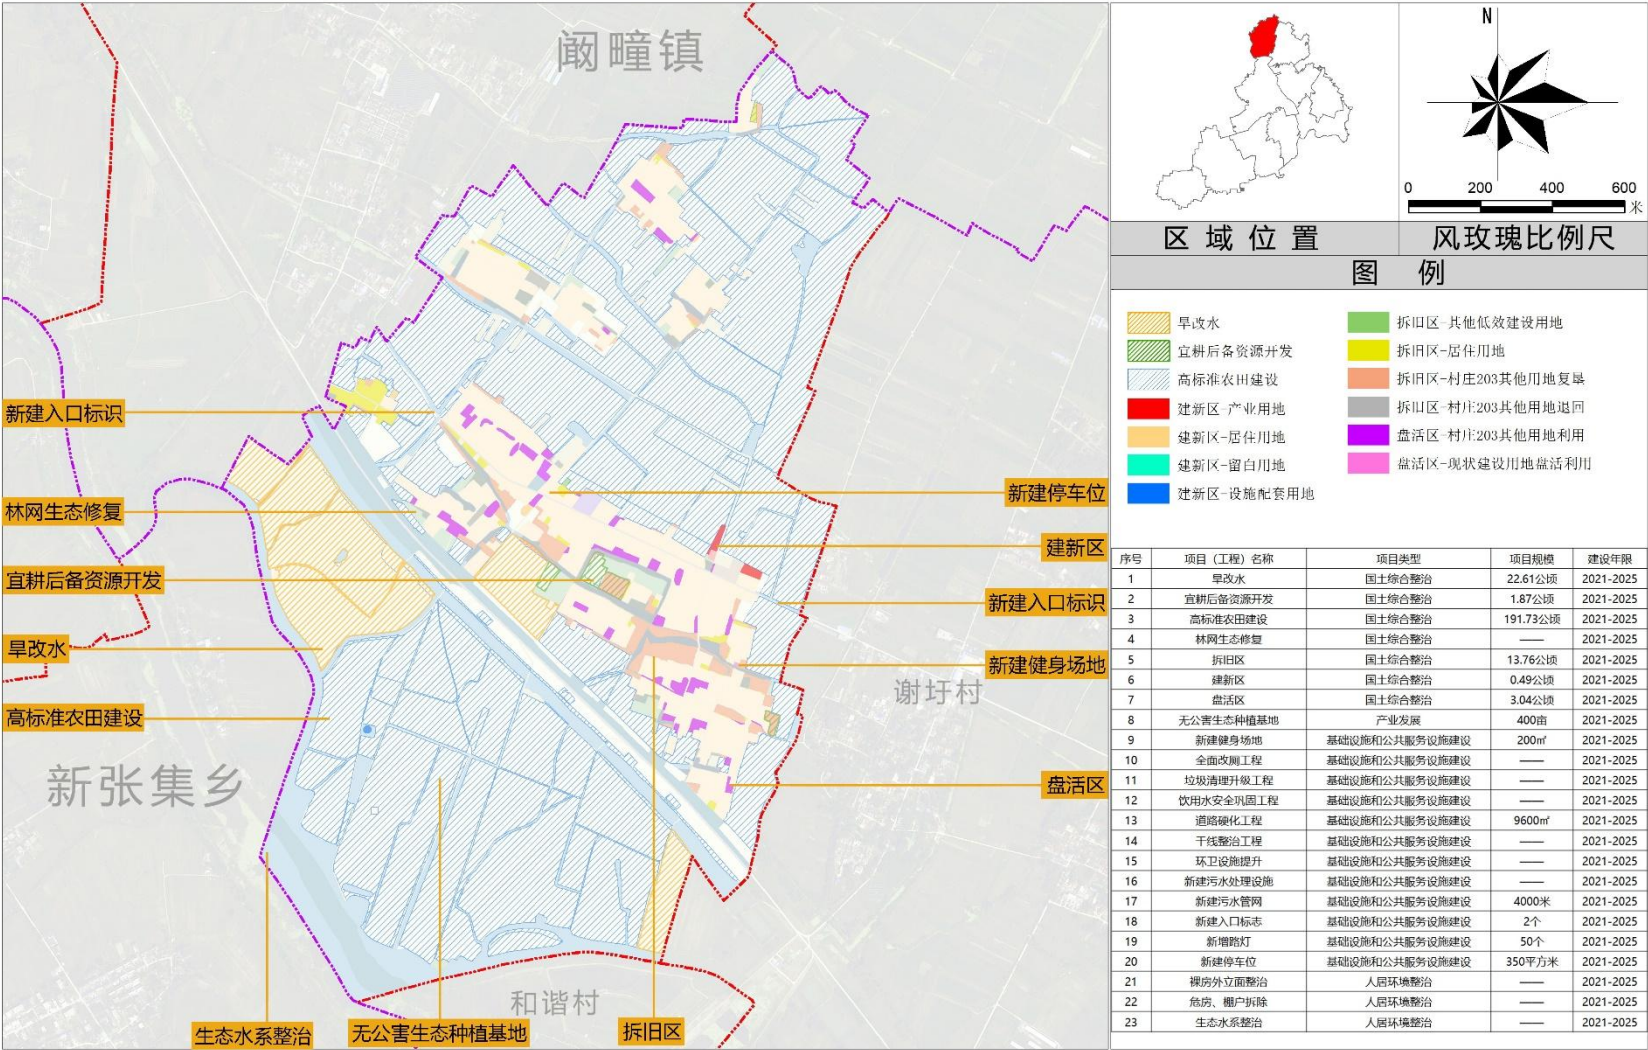 阚疃镇
新建入口标识
林网生态修复
宜耕后备资源开发
旱改水
高标准农田建设
新张集乡
生态水系整治
无公害生态种植基地
拆旧区
和谐村
新建停车位
建新区
新建入口标识
新建健身场地
谢圩村
盘活区
N
0 200 400 600
米
区域位置
风玫瑰比例尺
图 例
旱改水
宜耕后备资源开发
高标准农田建设
建新区-产业用地
建新区-居住用地
建新区-留白用地
建新区-设施配套用地
拆旧区-其他低效建设用地
拆旧区-居住用地
拆旧区-村庄203其他用地复垦
拆旧区-村庄203其他用地退回
盘活区-村庄203其他用地利用
盘活区-现状建设用地盘活利用
序号 项目（工程）名称 项目类型 项目规模 建设年限
1 旱改水 国土综合整治 22.61公顷 2021-2025
2 宜耕后备资源开发 国土综合整治 1.87公顷 2021-2025
3 高标准农田建设 国土综合整治 191.73公顷 2021-2025
4 林网生态修复 国土综合整治 —— 2021-2025
5 拆旧区 国土综合整治 13.76公顷 2021-2025
6 建新区 国土综合整治 0.49公顷 2021-2025
7 盘活区 国土综合整治 3.04公顷 2021-2025
8 无公害生态种植基地 产业发展 400亩 2021-2025
9 新建健身场地 基础设施和公共服务设施建设 200㎡ 2021-2025
10 全面改厕工程 基础设施和公共服务设施建设 —— 2021-2025
11 垃圾清理升级工程 基础设施和公共服务设施建设 —— 2021-2025
12 饮用水安全巩固工程 基础设施和公共服务设施建设 —— 2021-2025
13 道路硬化工程 基础设施和公共服务设施建设 9600㎡ 2021-2025
14 干线整治工程 基础设施和公共服务设施建设 —— 2021-2025
15 环卫设施提升 基础设施和公共服务设施建设 —— 2021-2025
16 新建污水处理设施 基础设施和公共服务设施建设 —— 2021-2025
17 新建污水管网 基础设施和公共服务设施建设 4000米 2021-2025
18 新建入口标志 基础设施和公共服务设施建设 2个 2021-2025
19 新增路灯 基础设施和公共服务设施建设 50个 2021-2025
20 新建停车位 基础设施和公共服务设施建设 350平方米 2021-2025
21 裸房外立面整治 人居环境整治 —— 2021-2025
22 危房、棚户拆除 人居环境整治 —— 2021-2025
23 生态水系整治 人居环境整治 —— 2021-2025